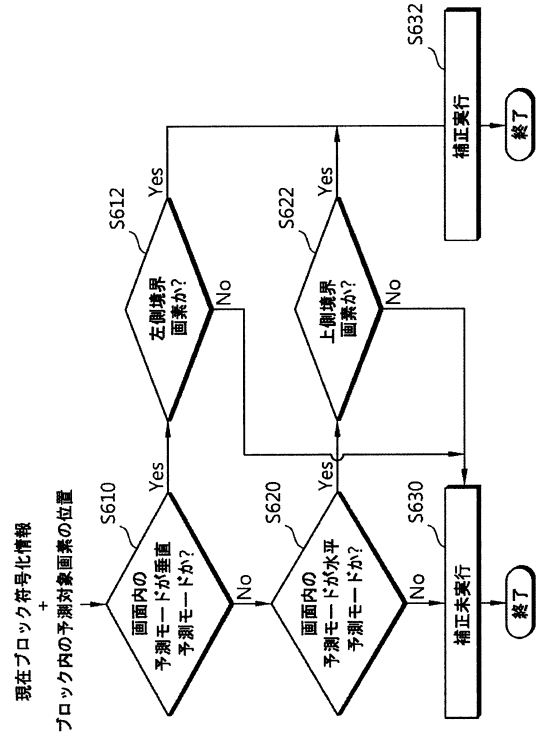 現在ブロック符号化情報
+
ブロック内の予測対象画素の位置
S610
画面内の
予測モードが垂直
予測モードか?
Yes
No
S612
左側境界
画素か?
Yes
No
S620
画面内の
予測モードが水平
予測モードか?
Yes
No
S622
上側境界
画素か?
Yes
No
S630
補正未実行
終了
S632
補正実行
終了